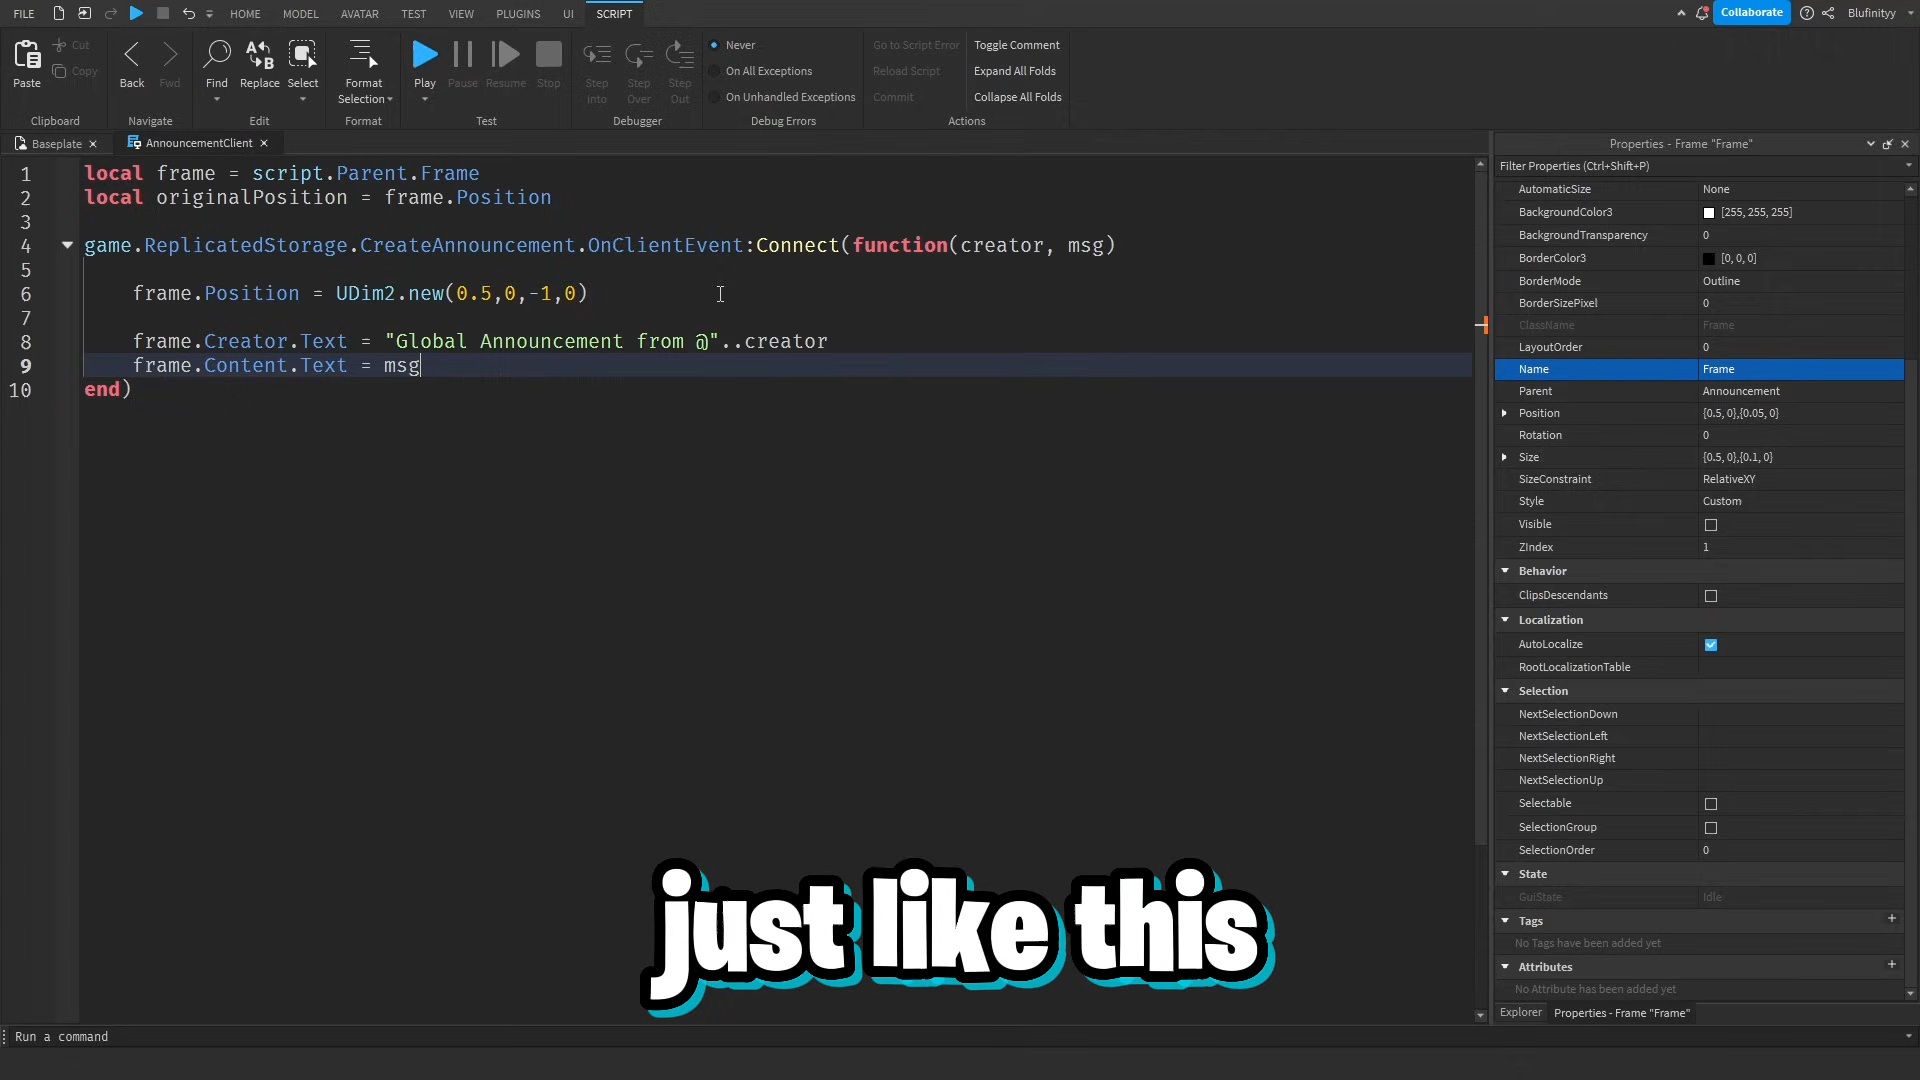 FILE HOME MODEL AVATAR TEST VIEW PLUGINS UI SCRIPT Collaborate Blufinityy
Paste Cut Copy
Clipboard
Back Fwd
Navigate
Find Replace Select
Edit
Format Selection
Format
Play Pause Resume Stop
Test
Step Into Step Over Step Out
Debugger
Never
On All Exceptions
On Unhandled Exceptions
Debug Errors
Go to Script Error
Reload Script
Commit
Toggle Comment
Expand All Folds
Collapse All Folds
Actions
Baseplate AnnouncementClient
1 local frame = script.Parent.Frame
2 local originalPosition = frame.Position
3
4 game.ReplicatedStorage.CreateAnnouncement.OnClientEvent:Connect(function(creator, msg)
5
6 frame.Position = UDim2.new(0.5,0,-1,0)
7
8 frame.Creator.Text = "Global Announcement from @"..creator
9 frame.Content.Text = msg
10 end)
just like this
Properties - Frame "Frame"
Filter Properties (Ctrl+Shift+P)
AutomaticSize None
BackgroundColor3 [255, 255, 255]
BackgroundTransparency 0
BorderColor3 [0, 0, 0]
BorderMode Outline
BorderSizePixel 0
ClassName Frame
LayoutOrder 0
Name Frame
Parent Announcement
Position {0.5, 0},{0.05, 0}
Rotation 0
Size {0.5, 0},{0.1, 0}
SizeConstraint RelativeXY
Style Custom
Visible
ZIndex 1
Behavior
ClipsDescendants
Localization
AutoLocalize
RootLocalizationTable
Selection
NextSelectionDown
NextSelectionLeft
NextSelectionRight
NextSelectionUp
Selectable
SelectionGroup
SelectionOrder 0
State
GuiState Idle
Tags +
No Tags have been added yet
Attributes +
No Attribute has been added yet
Explorer Properties - Frame "Frame"
Run a command